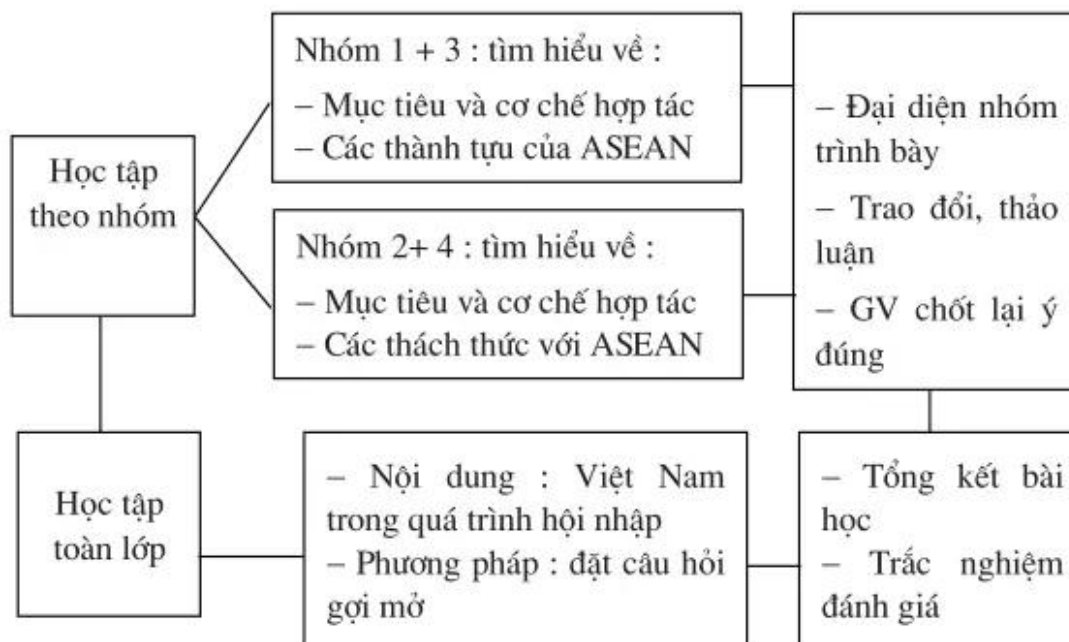 Học tập
theo nhóm
Nhóm 1 + 3 : tìm hiểu về :
– Mục tiêu và cơ chế hợp tác
– Các thành tựu của ASEAN
Nhóm 2+ 4 : tìm hiểu về :
– Mục tiêu và cơ chế hợp tác
– Các thách thức với ASEAN
– Đại diện nhóm
trình bày
– Trao đổi, thảo
luận
– GV chốt lại ý
đúng
Học tập
toàn lớp
– Nội dung : Việt Nam
trong quá trình hội nhập
– Phương pháp : đặt câu hỏi
gợi mở
– Tổng kết bài
học
– Trắc nghiệm
đánh giá